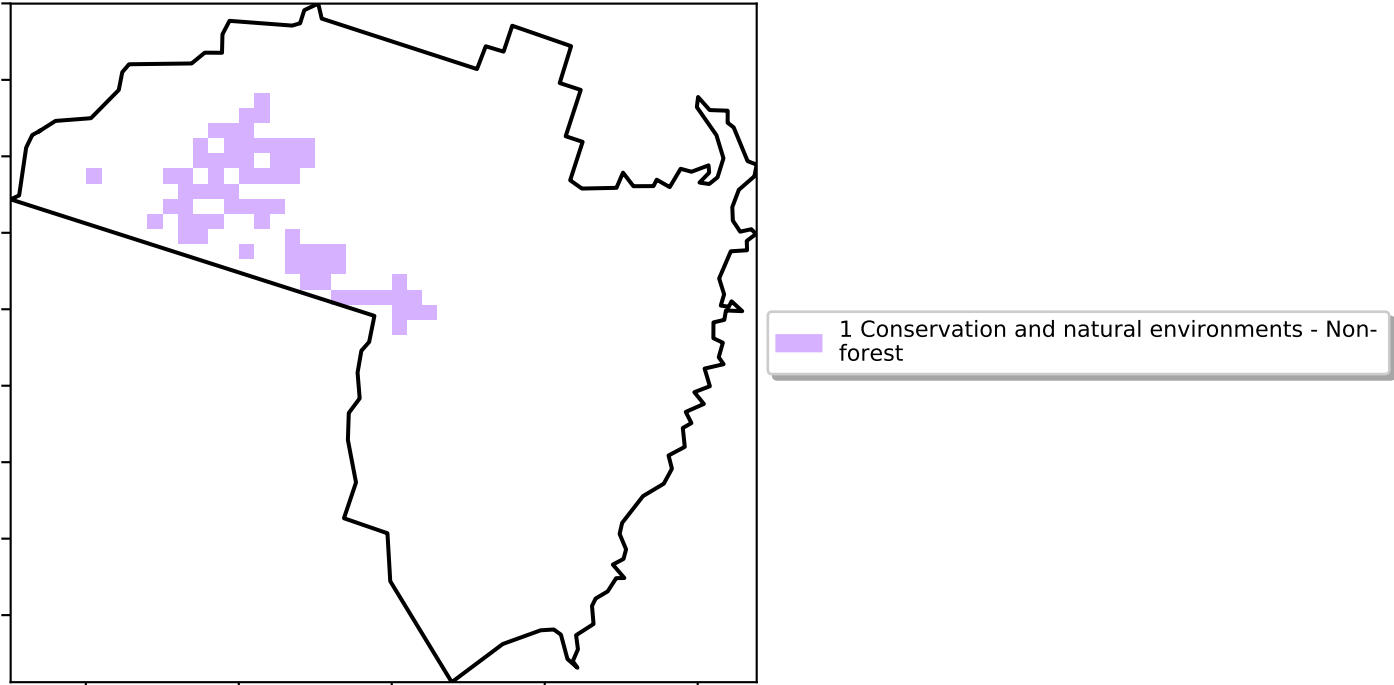 1 Conservation and natural environments - Non-
forest